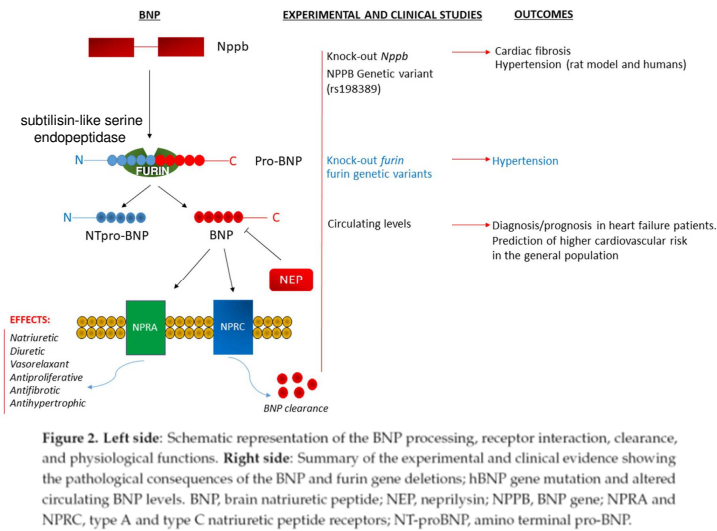 BNP
EXPERIMENTAL AND CLINICAL STUDIES
OUTCOMES
Nppb
Knock-out Nppb
NPPB Genetic variant
(rs198389)
Cardiac fibrosis
Hypertension (rat model and humans)
subtilisin-like serine
endopeptidase
N
FURIN
C
Pro-BNP
Knock-out furin
furin genetic variants
Hypertension
N
NTpro-BNP
BNP
C
Circulating levels
Diagnosis/prognosis in heart failure patients.
Prediction of higher cardiovascular risk
in the general population
NEP
EFFECTS:
Natriuretic
Diuretic
Vasorelaxant
Antiproliferative
Antifibrotic
Antihypertrophic
NPRA
NPRC
BNP clearance
Figure 2. Left side: Schematic representation of the BNP processing, receptor interaction, clearance,
and physiological functions. Right side: Summary of the experimental and clinical evidence showing
the pathological consequences of the BNP and furin gene deletions; hBNP gene mutation and altered
circulating BNP levels. BNP, brain natriuretic peptide; NEP, neprilysin; NPPB, BNP gene; NPRA and
NPRC, type A and type C natriuretic peptide receptors; NT-proBNP, amino terminal pro-BNP.